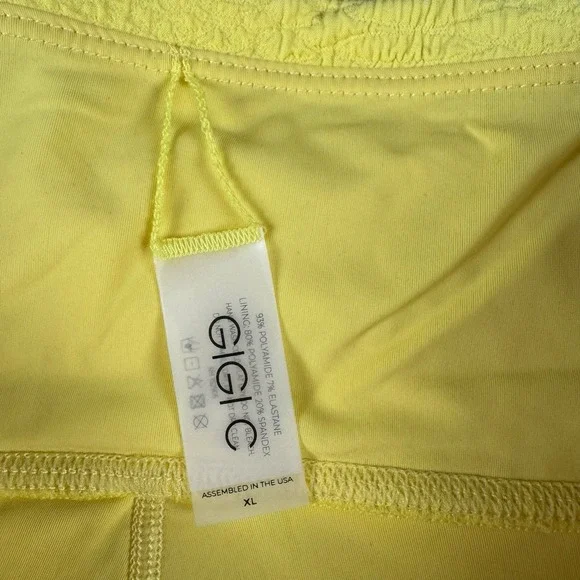 93% POLYAMIDE 7% ELASTANE
LINING: 80% POLYAMIDE 20% SPANDEX
GIGI C
ASSEMBLED IN THE USA
XL